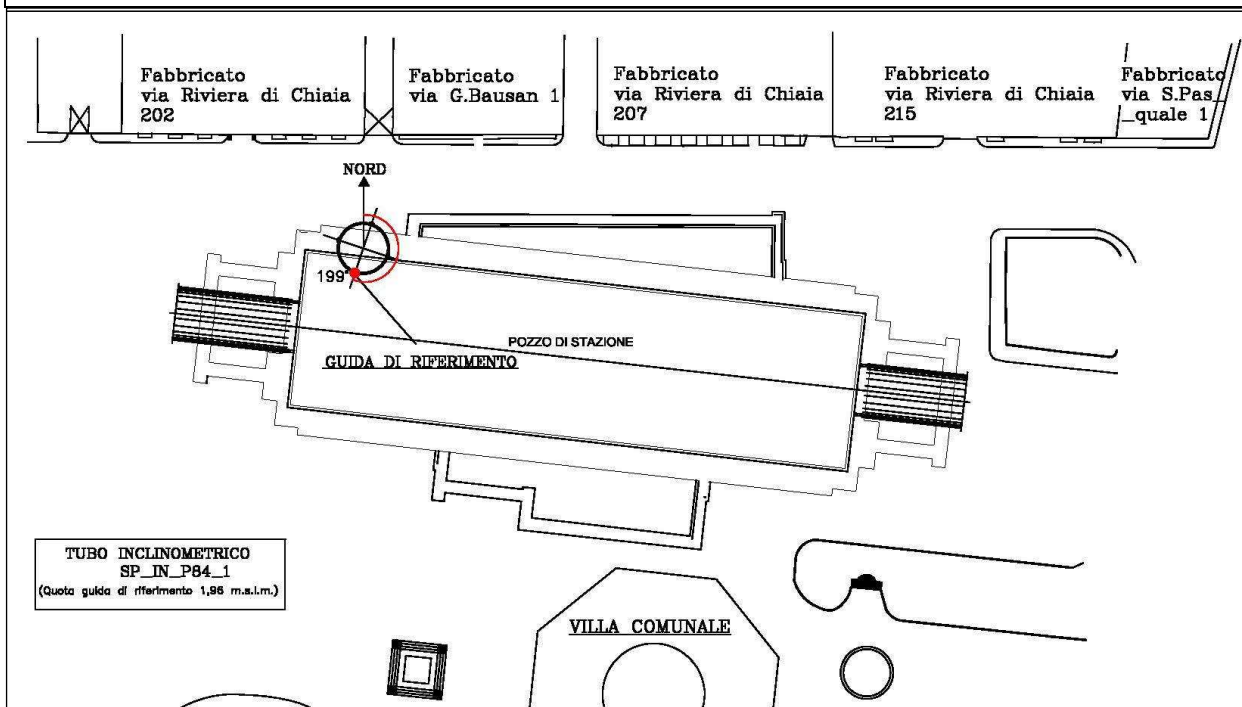 Fabbricato
via Riviera di Chiaia
202
Fabbricato
via G.Bausan 1
Fabbricato
via Riviera di Chiaia
207
Fabbricato
via Riviera di Chiaia
215
Fabbricato
via S.Pas_
_quale 1
NORD
199°
POZZO DI STAZIONE
GUIDA DI RIFERIMENTO
TUBO INCLINOMETRICO
SP_IN_P84_1
(Quota guida di riferimento 1,96 m.s.l.m.)
VILLA COMUNALE